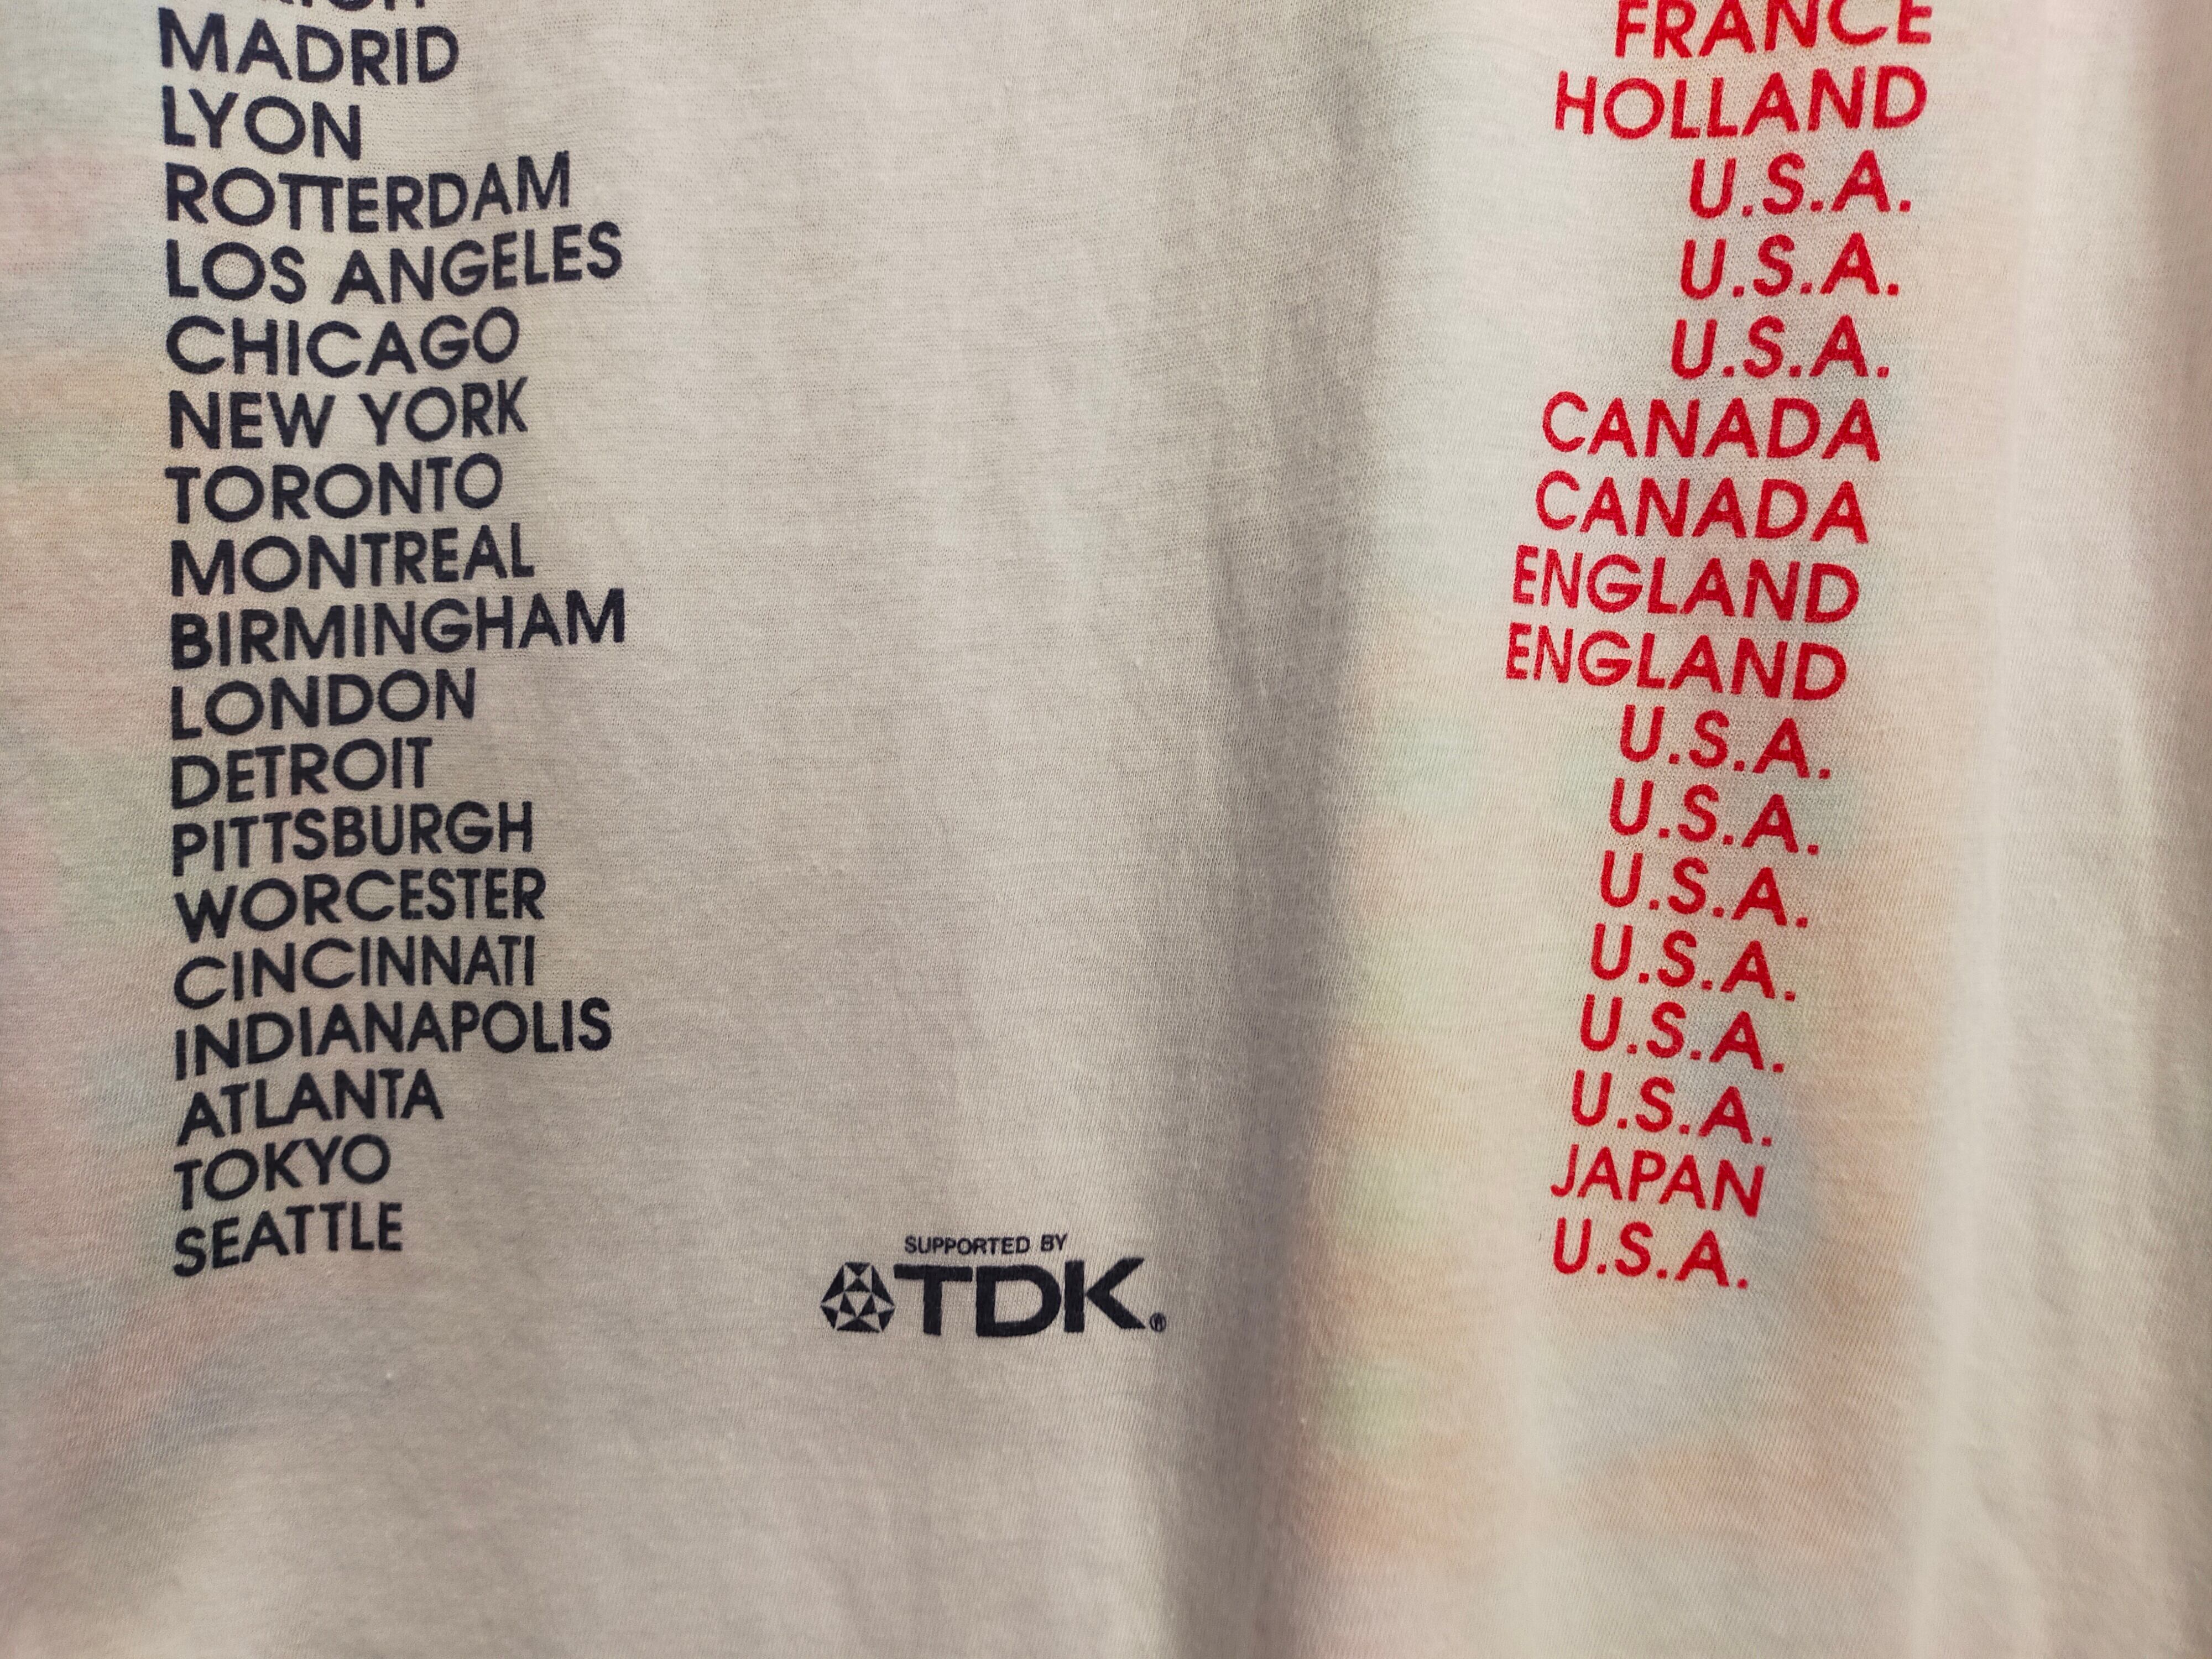 MADRID
LYON FRANCE
ROTTERDAM HOLLAND
LOS ANGELES U.S.A.
CHICAGO U.S.A.
NEW YORK U.S.A.
TORONTO CANADA
MONTREAL CANADA
BIRMINGHAM ENGLAND
LONDON ENGLAND
DETROIT U.S.A.
PITTSBURGH U.S.A.
WORCESTER U.S.A.
CINCINNATI U.S.A.
INDIANAPOLIS U.S.A.
ATLANTA U.S.A.
TOKYO JAPAN
SEATTLE U.S.A.
SUPPORTED BY
TDK.®